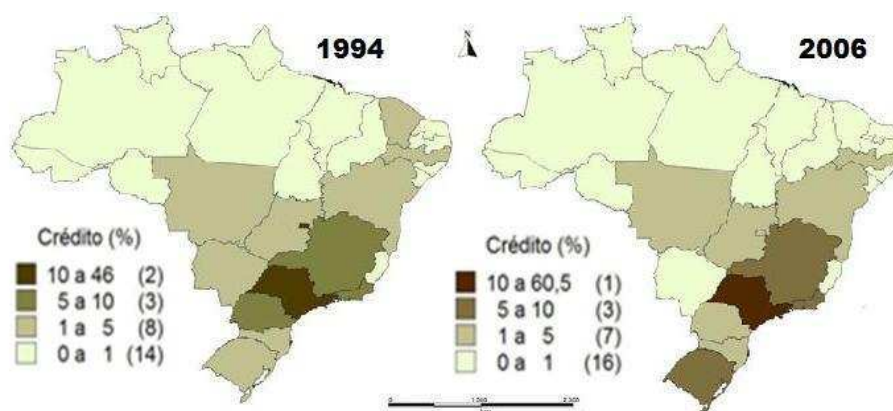 1994
N
2006
Crédito (%)
10 a 46 (2)
5 a 10 (3)
1 a 5 (8)
0 a 1 (14)
Crédito (%)
10 a 60,5 (1)
5 a 10 (3)
1 a 5 (7)
0 a 1 (16)